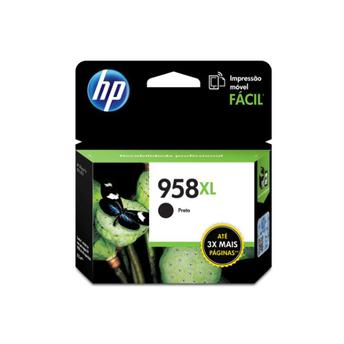 hp
Impressão
móvel
FÁCIL*
958XL
Preto
ATÉ
3X MAIS
PÁGINAS**